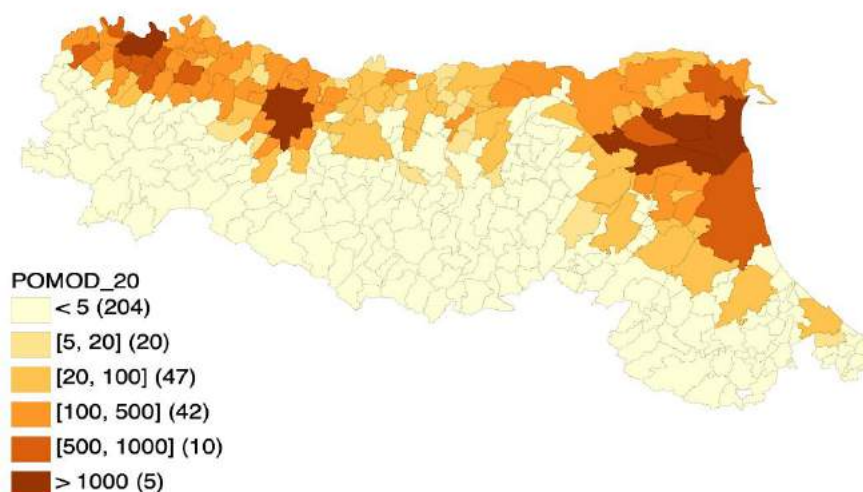 POMOD_20
< 5 (204)
[5, 20] (20)
[20, 100] (47)
[100, 500] (42)
[500, 1000] (10)
> 1000 (5)